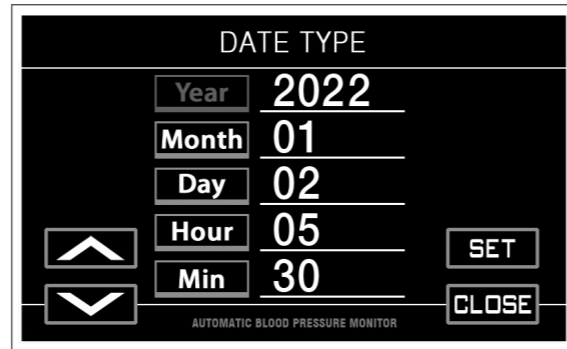 DATE TYPE
Year 2022
Month 01
Day 02
Hour 05
SET
Min 30
CLOSE
AUTOMATIC BLOOD PRESSURE MONITOR